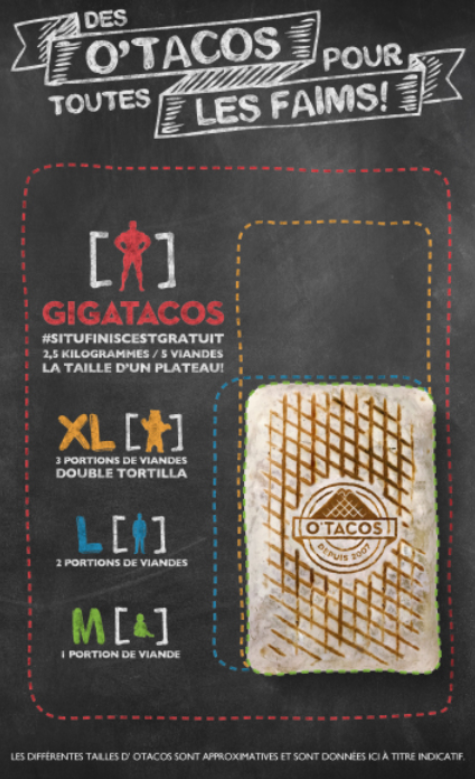 DES
O'TACOS POUR
TOUTES
LES FAIMS!
GIGATACOS
#SITUFINISCESTGRATUIT
2,5 KILOGRAMMES / 5 VIANDES
LA TAILLE D'UN PLATEAU!
XL
3 PORTIONS DE VIANDES
DOUBLE TORTILLA
L
2 PORTIONS DE VIANDES
M
1 PORTION DE VIANDE
O'TACOS
DEPUIS 2007
LES DIFFÉRENTES TAILLES D' OTACOS SONT APPROXIMATIVES ET SONT DONNÉES ICI À TITRE INDICATIF.